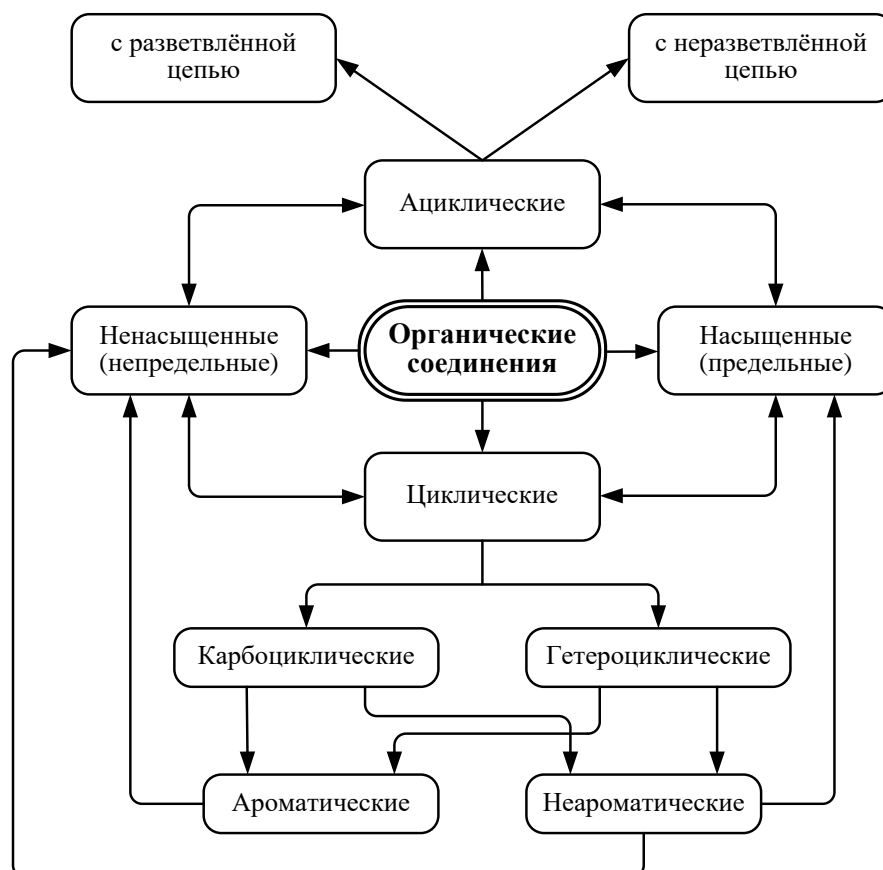 с разветвлённой
цепью
с неразветвлённой
цепью
Ациклические
Ненасыщенные
(непредельные)
Органические
соединения
Насыщенные
(предельные)
Циклические
Карбоциклические
Гетероциклические
Ароматические
Неароматические